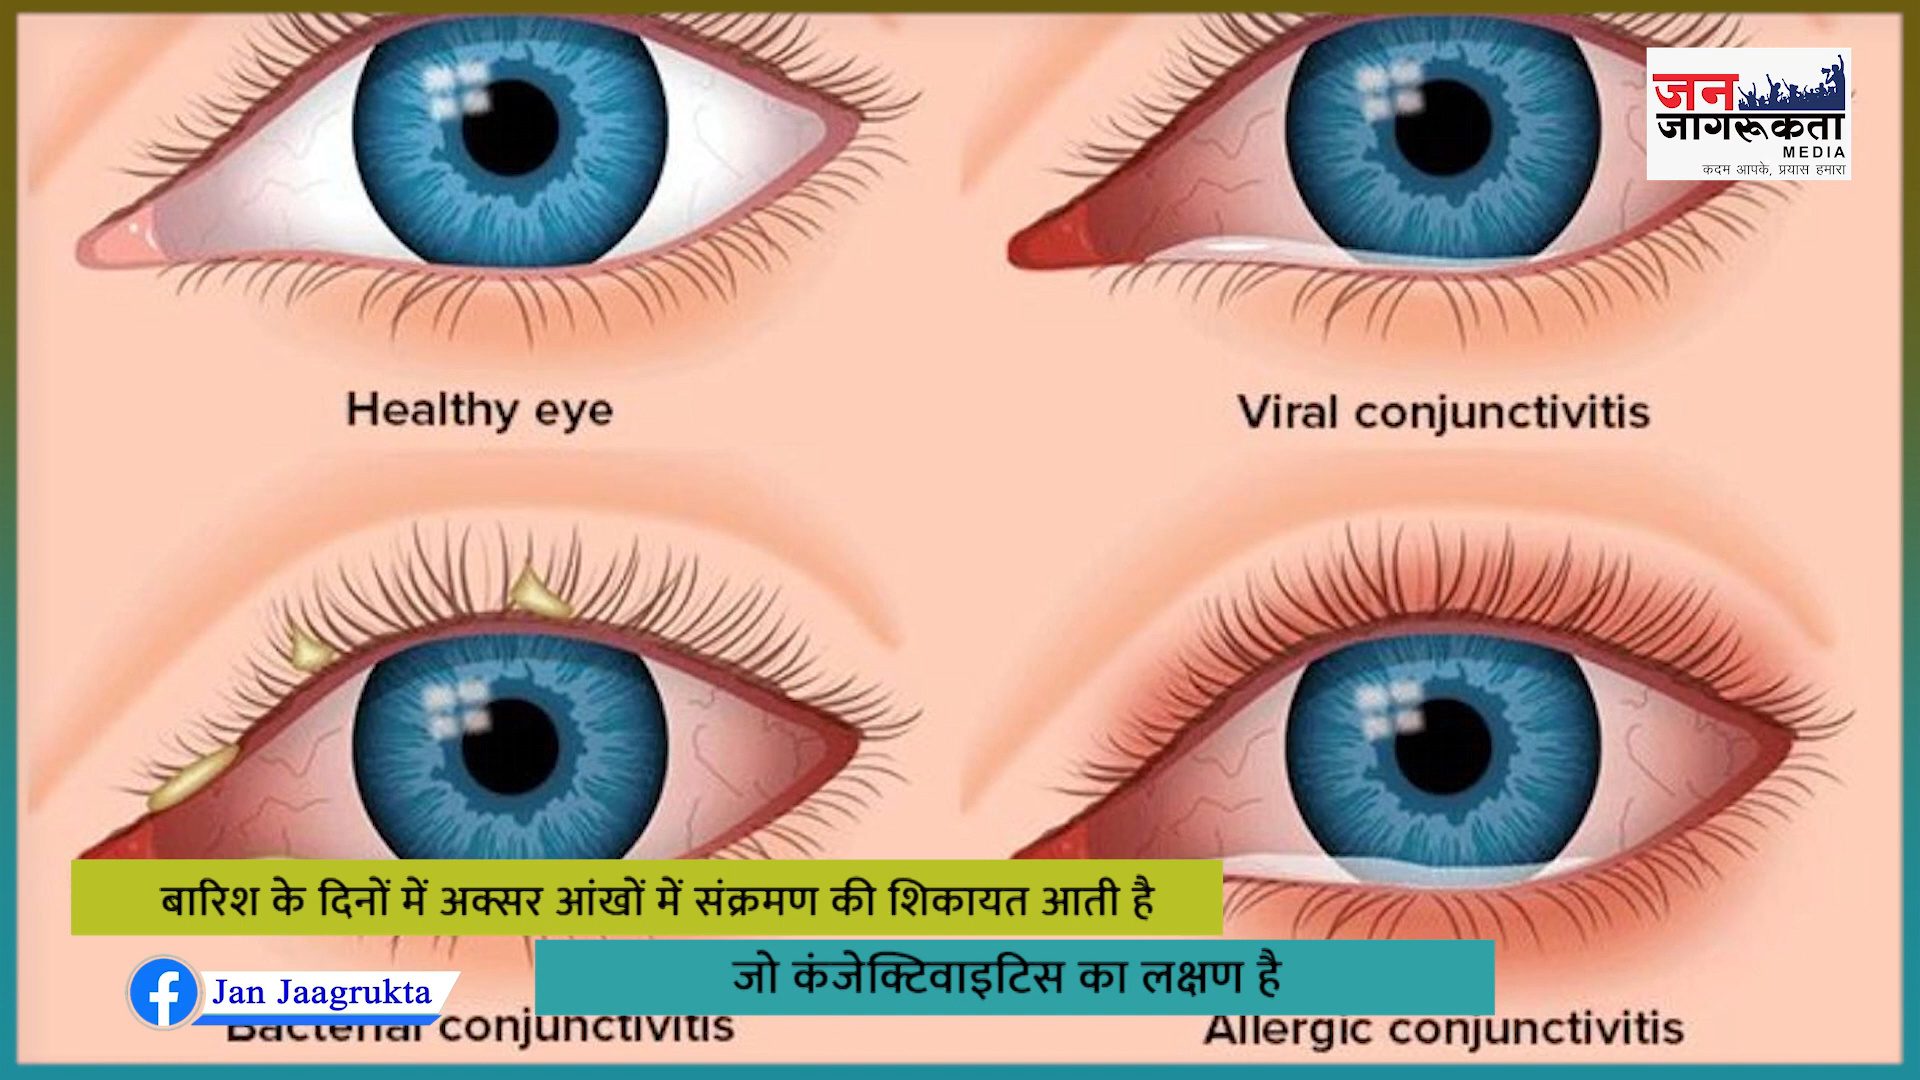 जन
जागरूकता
MEDIA
कदम आपके, प्रयास हमारा
Healthy eye
Viral conjunctivitis
बारिश के दिनों में अक्सर आंखों में संक्रमण की शिकायत आती है
जो कंजेक्टिवाइटिस का लक्षण है
Jan Jaagrukta
Bacterial conjunctivitis
Allergic conjunctivitis